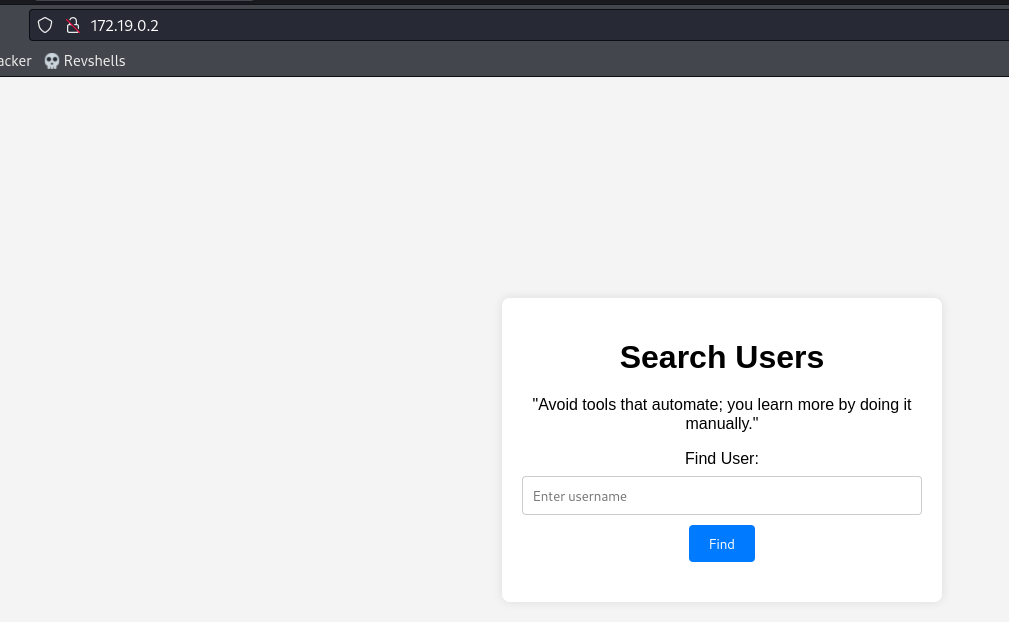 172.19.0.2
acker Revshells
Search Users
"Avoid tools that automate; you learn more by doing it
manually."
Find User:
Enter username
Find